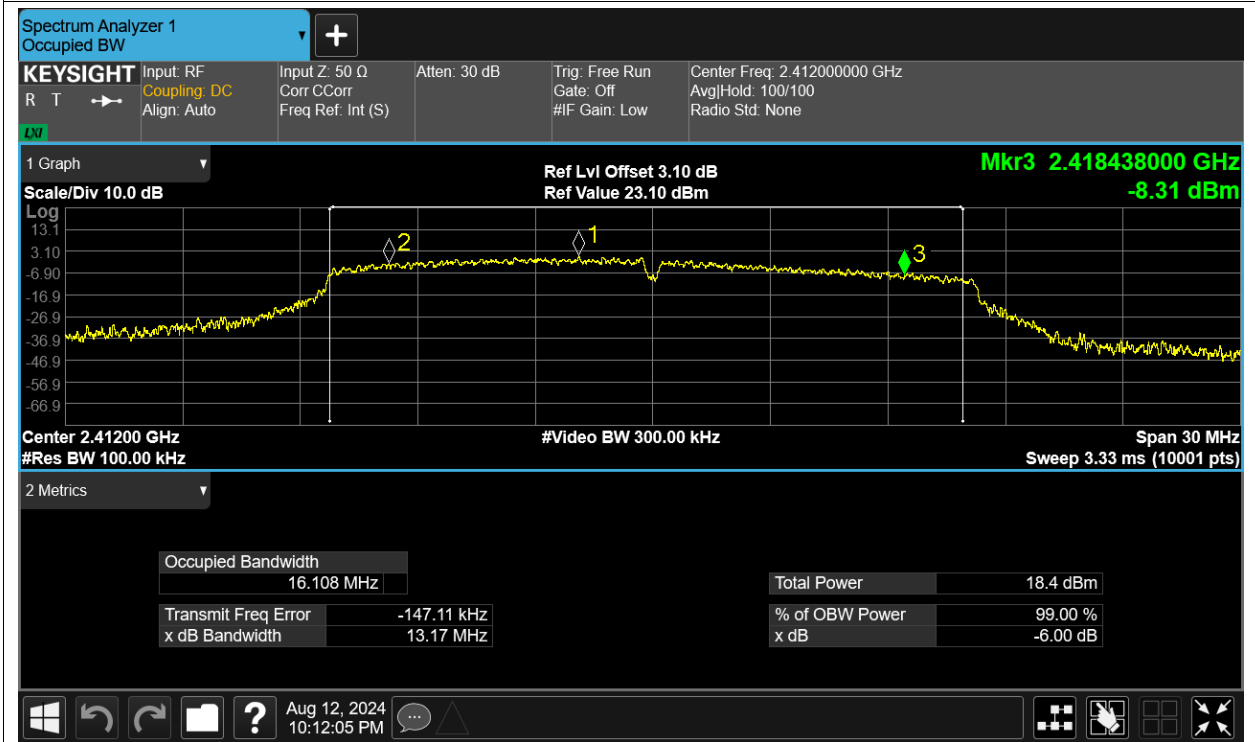 Spectrum Analyzer 1
Occupied BW
KEYSIGHT
R T
LXI
Input: RF
Coupling: DC
Align: Auto
Input Z: 50 Ω
Corr CCorr
Freq Ref: Int (S)
Atten: 30 dB
Trig: Free Run
Gate: Off
#IF Gain: Low
Center Freq: 2.412000000 GHz
Avg|Hold: 100/100
Radio Std: None
1 Graph
Scale/Div 10.0 dB
Ref Lvl Offset 3.10 dB
Ref Value 23.10 dBm
Mkr3 2.418438000 GHz
-8.31 dBm
Log
13.1
3.10
-6.90
-16.9
-26.9
-36.9
-46.9
-56.9
-66.9
2
1
3
Center 2.41200 GHz
#Res BW 100.00 kHz
#Video BW 300.00 kHz
Span 30 MHz
Sweep 3.33 ms (10001 pts)
2 Metrics
Occupied Bandwidth
16.108 MHz
Transmit Freq Error -147.11 kHz
x dB Bandwidth 13.17 MHz
Total Power 18.4 dBm
% of OBW Power 99.00 %
x dB -6.00 dB
?
Aug 12, 2024
10:12:05 PM